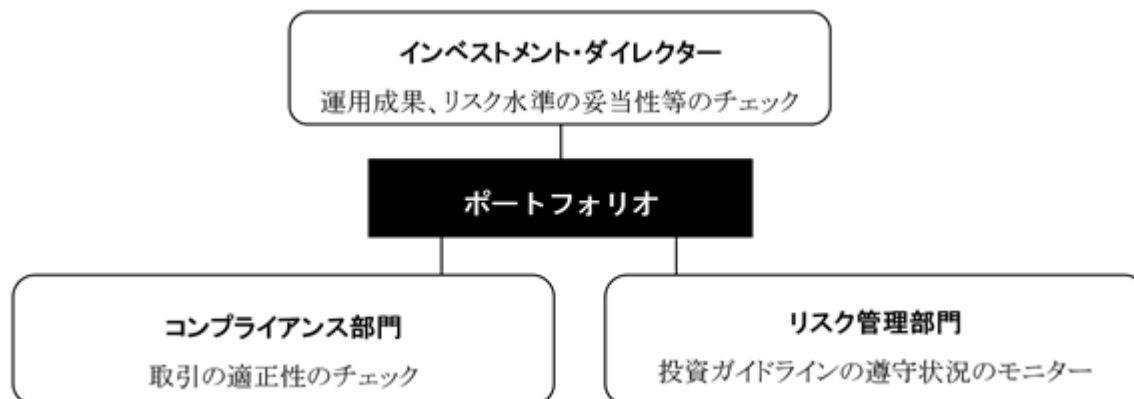 インベストメント・ダイレクター
運用成果、リスク水準の妥当性等のチェック
ポートフォリオ
コンプライアンス部門
取引の適正性のチェック
リスク管理部門
投資ガイドラインの遵守状況のモニター